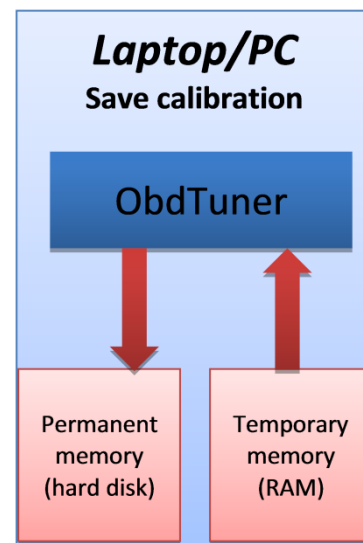 Laptop/PC
Save calibration
ObdTuner
Permanent
memory
(hard disk)
Temporary
memory
(RAM)